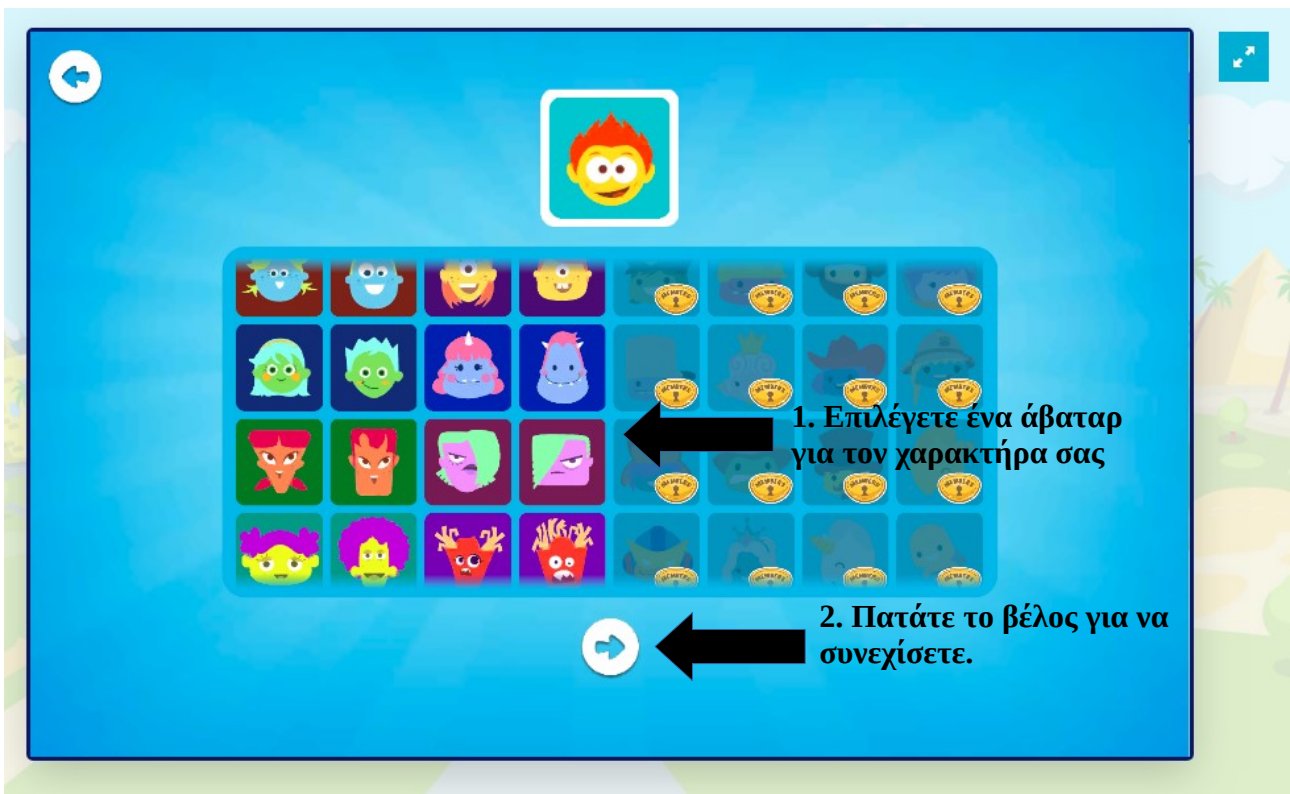 1. Επιλέγετε ένα άβαταρ
για τον χαρακτήρα σας
2. Πατάτε το βέλος για να
συνεχίσετε.